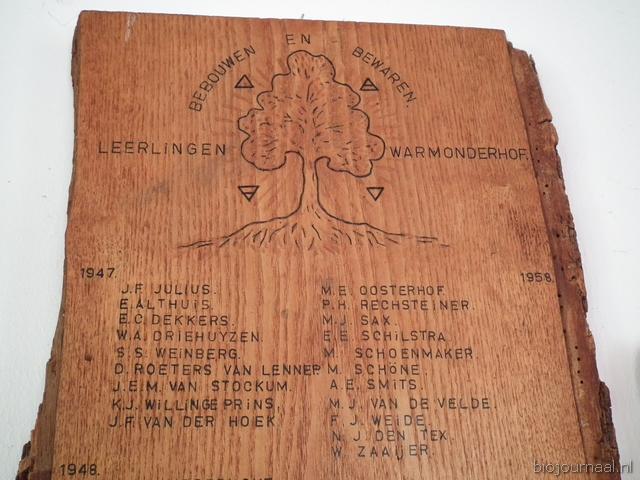 BEBOUWEN EN BEWAREN.
LEERLINGEN WARMONDERHOF.
1947. 1958.
J.F. JULIUS. M.E. OOSTERHOF
E. ALTHUIS. P.H. RECHSTEINER.
E.C. DEKKERS. M.J. SAX.
W.A. DRIEHUYZEN. E.E. SCHILSTRA.
S.S. WEINBERG. M. SCHOENMAKER.
D. ROETERS VAN LENNEP M. SCHÖNE.
J.E.M. VAN STOCKUM. A.E. SMITS.
K.J. WILLINGE PRINS. M.J. VAN DE VELDE.
J.F. VAN DER HOEK. F.J. WEIDE.
N.J. DEN TEX.
W. ZAAIJER.
1948.
biojournaal.nl